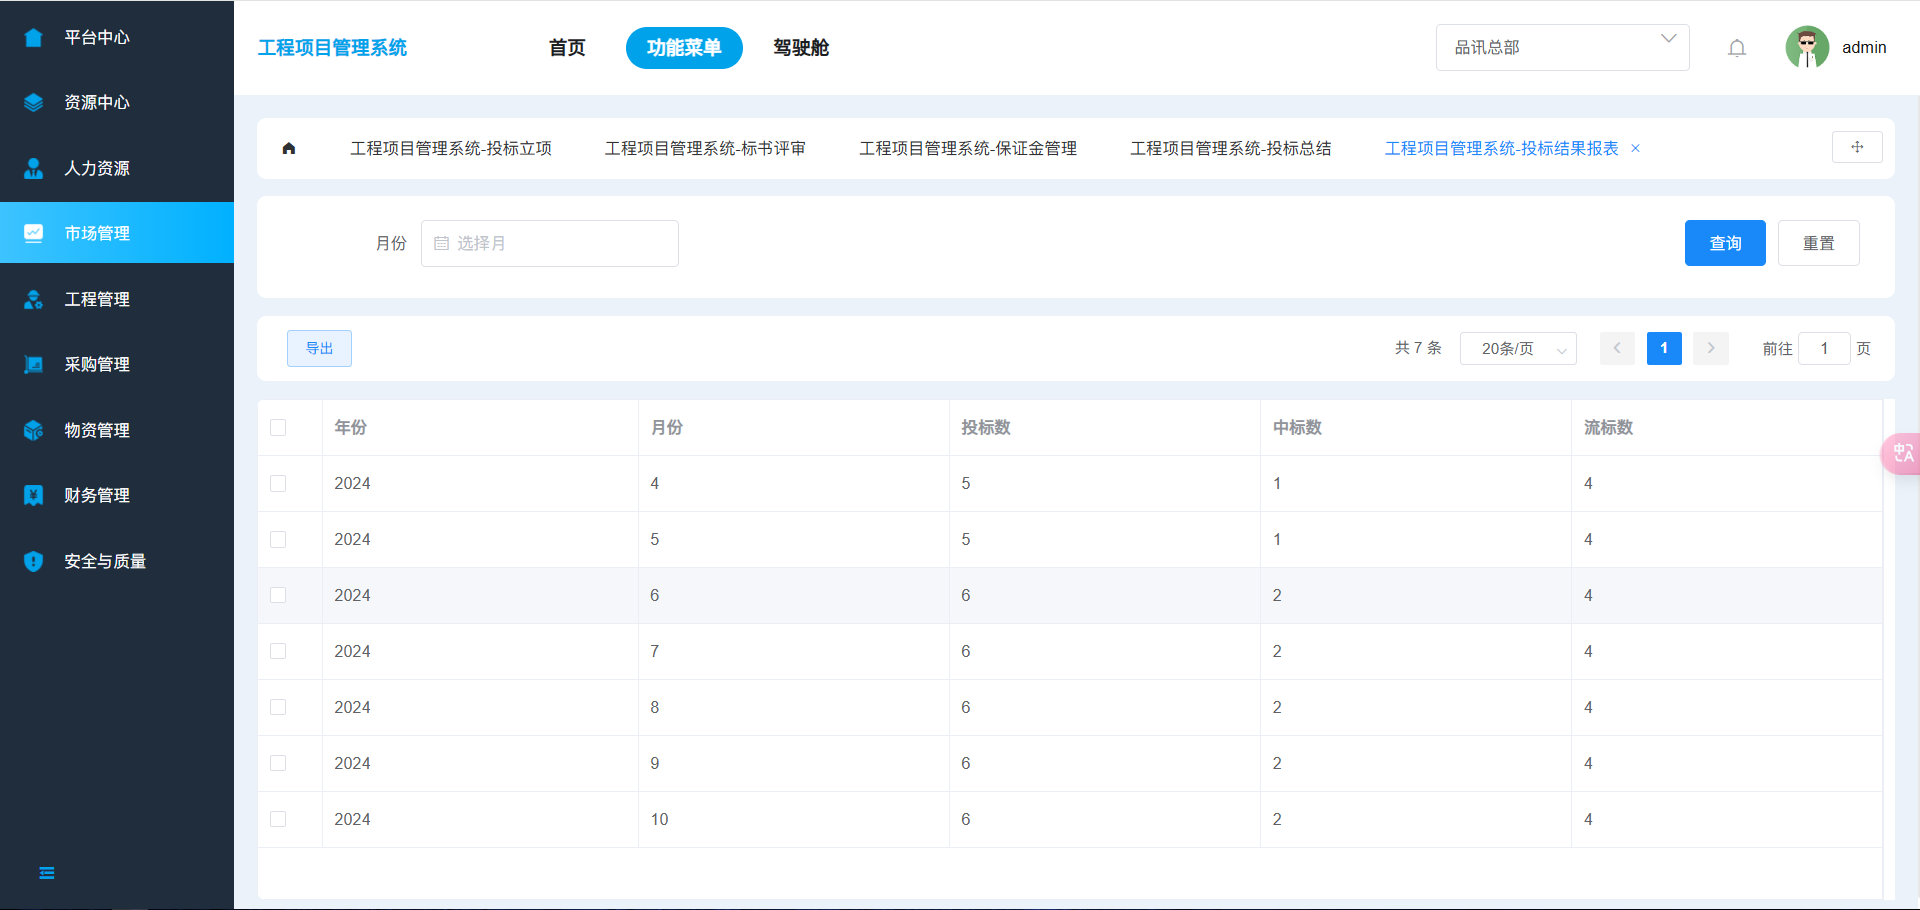 平台中心
资源中心
人力资源
市场管理
工程管理
采购管理
物资管理
财务管理
安全与质量
工程项目管理系统
首页
功能菜单
驾驶舱
品讯总部
admin
工程项目管理系统-投标立项
工程项目管理系统-标书评审
工程项目管理系统-保证金管理
工程项目管理系统-投标总结
工程项目管理系统-投标结果报表
月份
选择月
查询
重置
导出
共 7 条
20条/页
1
前往 1 页
年份 月份 投标数 中标数 流标数
2024 4 5 1 4
2024 5 5 1 4
2024 6 6 2 4
2024 7 6 2 4
2024 8 6 2 4
2024 9 6 2 4
2024 10 6 2 4
中A